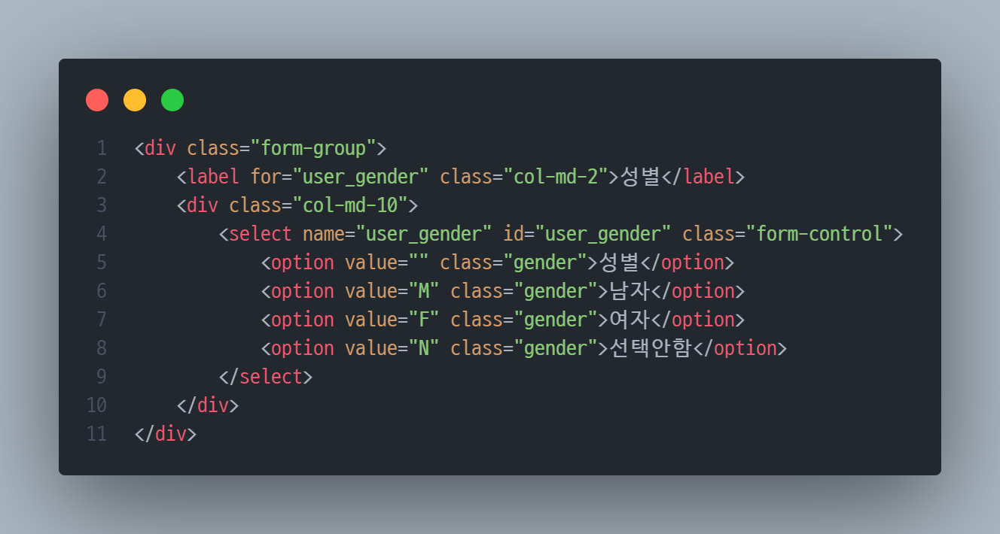 1 <div class="form-group">
2     <label for="user_gender" class="col-md-2">성별</label>
3     <div class="col-md-10">
4         <select name="user_gender" id="user_gender" class="form-control">
5             <option value="" class="gender">성별</option>
6             <option value="M" class="gender">남자</option>
7             <option value="F" class="gender">여자</option>
8             <option value="N" class="gender">선택안함</option>
9         </select>
10     </div>
11 </div>